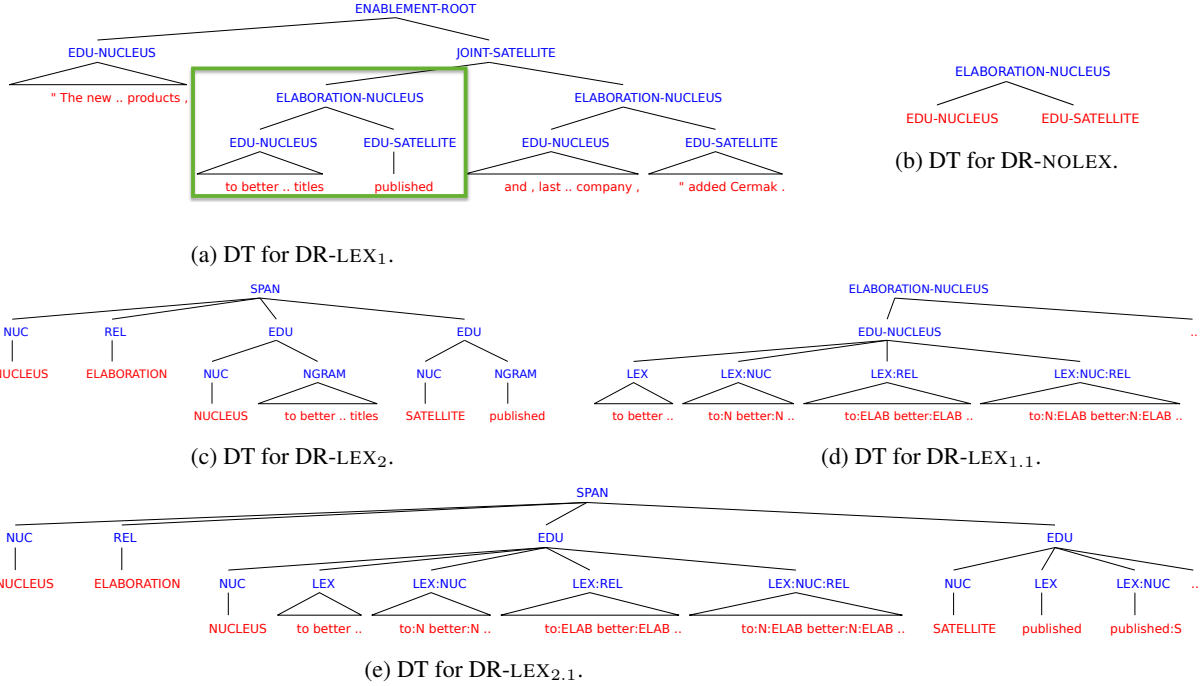 ENABLEMENT-ROOT
EDU-NUCLEUS JOINT-SATELLITE
" The new .. products ,
ELABORATION-NUCLEUS ELABORATION-NUCLEUS
EDU-NUCLEUS EDU-SATELLITE EDU-NUCLEUS EDU-SATELLITE
to better .. titles published and , last .. company , " added Cermak .
(a) DT for DR-LEX1.
ELABORATION-NUCLEUS
EDU-NUCLEUS EDU-SATELLITE
(b) DT for DR-NOLEX.
SPAN
NUC REL EDU EDU
NUCLEUS ELABORATION NUC NGRAM NUC NGRAM
NUCLEUS to better .. titles SATELLITE published
(c) DT for DR-LEX2.
ELABORATION-NUCLEUS
EDU-NUCLEUS ..
LEX LEX:NUC LEX:REL LEX:NUC:REL
to better .. to:N better:N .. to:ELAB better:ELAB .. to:N:ELAB better:N:ELAB ..
(d) DT for DR-LEX1.1.
SPAN
NUC REL EDU EDU
NUCLEUS ELABORATION NUC LEX LEX:NUC LEX:REL LEX:NUC:REL NUC LEX LEX:NUC ..
NUCLEUS to better .. to:N better:N .. to:ELAB better:ELAB .. to:N:ELAB better:N:ELAB .. SATELLITE published published:S
(e) DT for DR-LEX2.1.